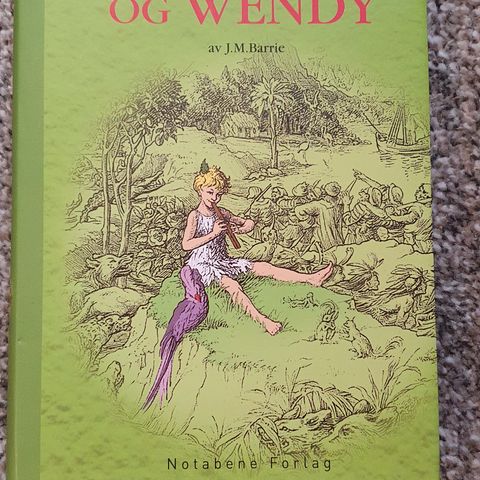 OG WENDY
av J.M.Barrie
Notabene Forlag